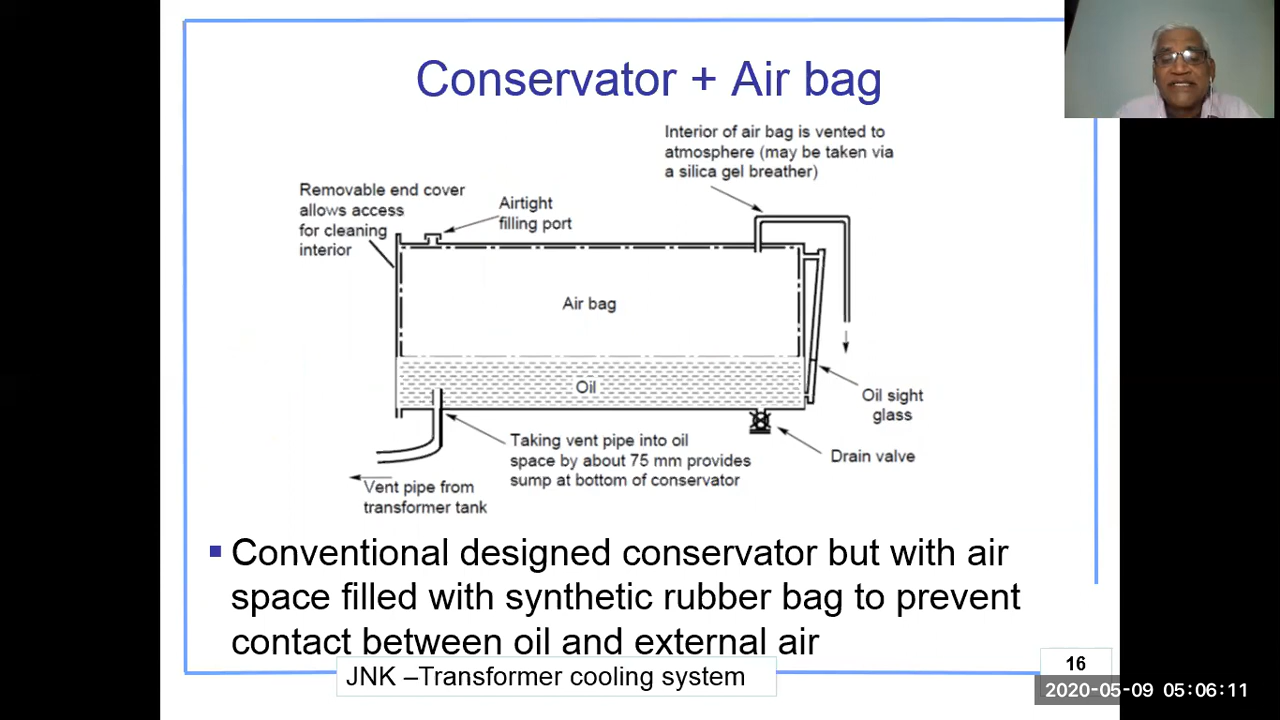 Conservator + Air bag
Interior of air bag is vented to
atmosphere (may be taken via
a silica gel breather)
Removable end cover
allows access
for cleaning
interior
Airtight
filling port
Air bag
Oil
Oil sight
glass
Taking vent pipe into oil
space by about 75 mm provides
sump at bottom of conservator
Drain valve
Vent pipe from
transformer tank
Conventional designed conservator but with air
space filled with synthetic rubber bag to prevent
contact between oil and external air
JNK –Transformer cooling system
16
2020-05-09 05:06:11